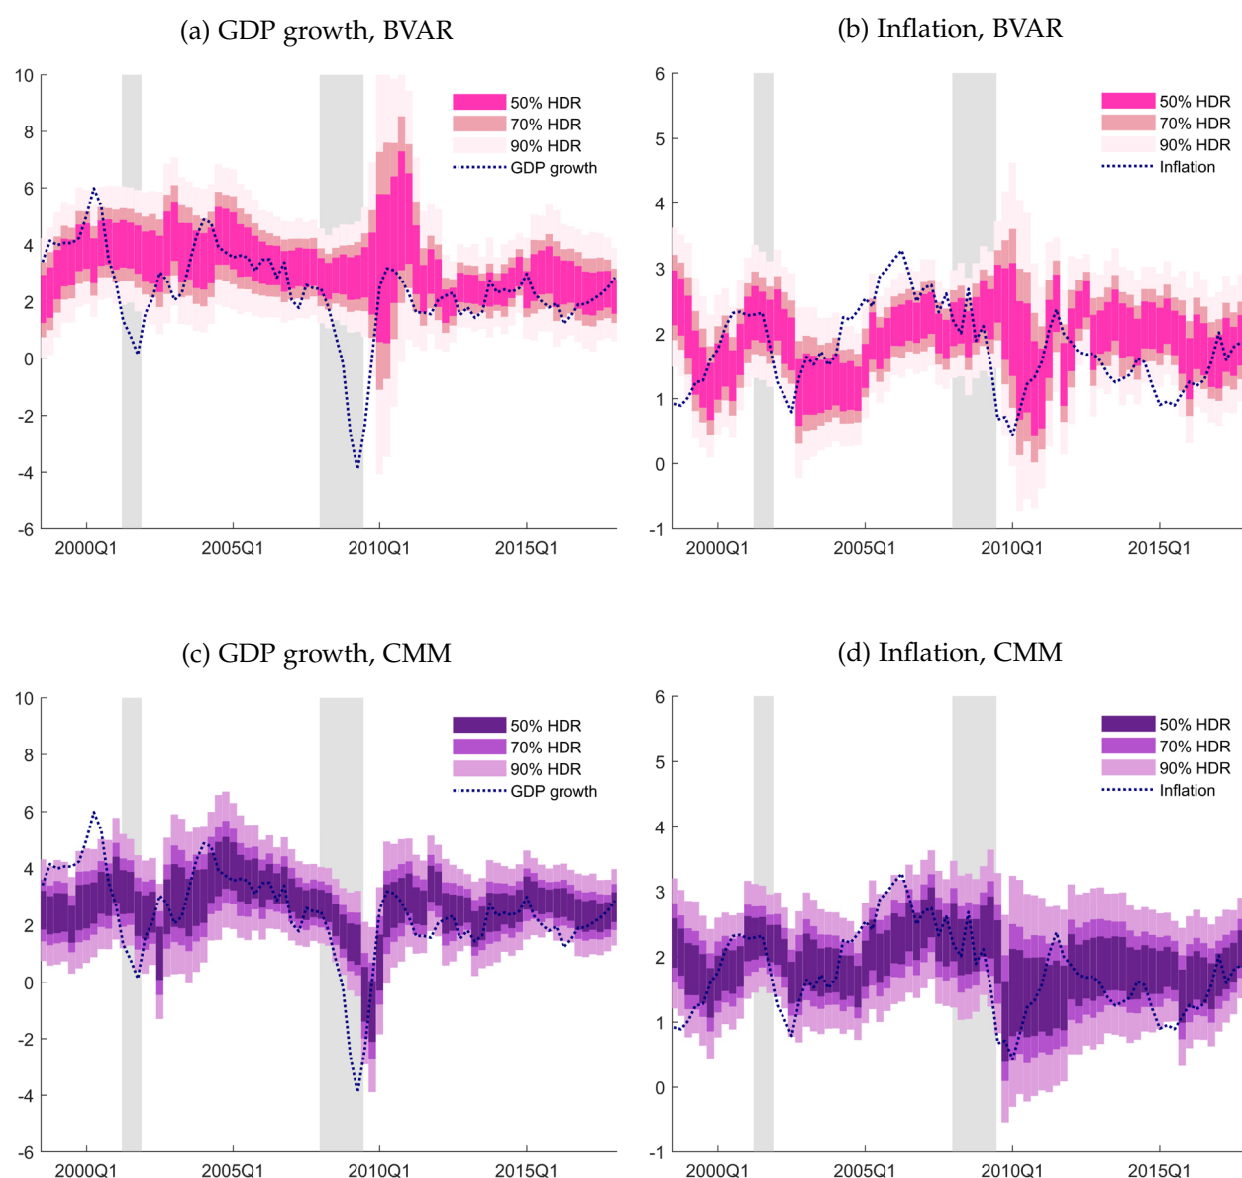 (a) GDP growth, BVAR
10
8
6
4
2
0
-2
-4
-6
50% HDR
70% HDR
90% HDR
GDP growth
2000Q1 2005Q1 2010Q1 2015Q1
(b) Inflation, BVAR
6
5
4
3
2
1
0
-1
50% HDR
70% HDR
90% HDR
Inflation
2000Q1 2005Q1 2010Q1 2015Q1
(c) GDP growth, CMM
10
8
6
4
2
0
-2
-4
-6
50% HDR
70% HDR
90% HDR
GDP growth
2000Q1 2005Q1 2010Q1 2015Q1
(d) Inflation, CMM
6
5
4
3
2
1
0
-1
50% HDR
70% HDR
90% HDR
Inflation
2000Q1 2005Q1 2010Q1 2015Q1